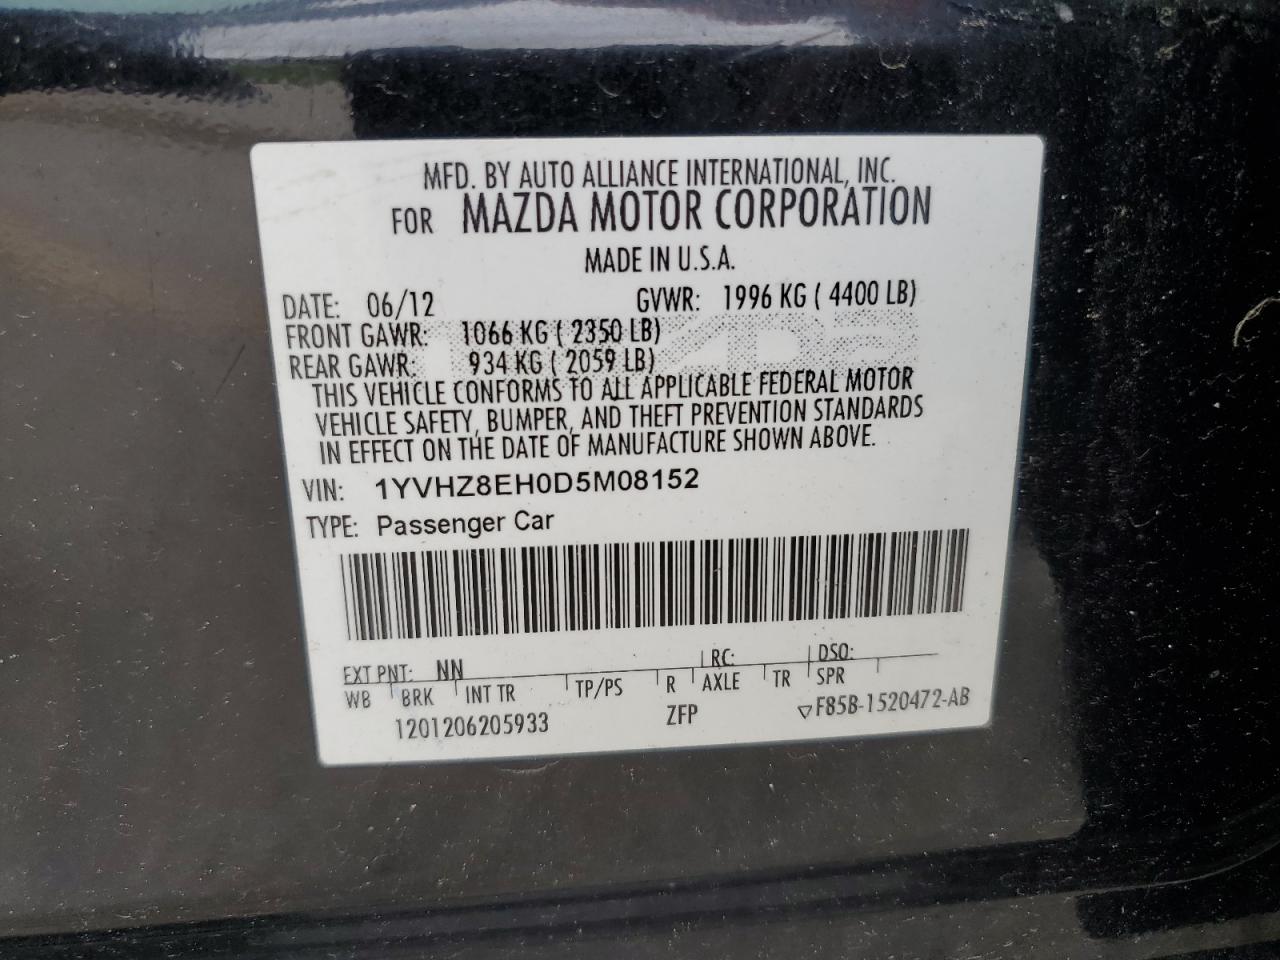 MFD. BY AUTO ALLIANCE INTERNATIONAL, INC.
FOR MAZDA MOTOR CORPORATION
MADE IN U.S.A.
DATE: 06/12 GVWR: 1996 KG ( 4400 LB)
FRONT GAWR: 1066 KG ( 2350 LB)
REAR GAWR: 934 KG ( 2059 LB)
THIS VEHICLE CONFORMS TO ALL APPLICABLE FEDERAL MOTOR
VEHICLE SAFETY, BUMPER, AND THEFT PREVENTION STANDARDS
IN EFFECT ON THE DATE OF MANUFACTURE SHOWN ABOVE.
VIN: 1YVHZ8EH0D5M08152
TYPE: Passenger Car
EXT PNT: NN RC: DSO:
WB BRK INT TR TP/PS R AXLE TR SPR
1201206205933 ZFP ▽F85B-1520472-AB